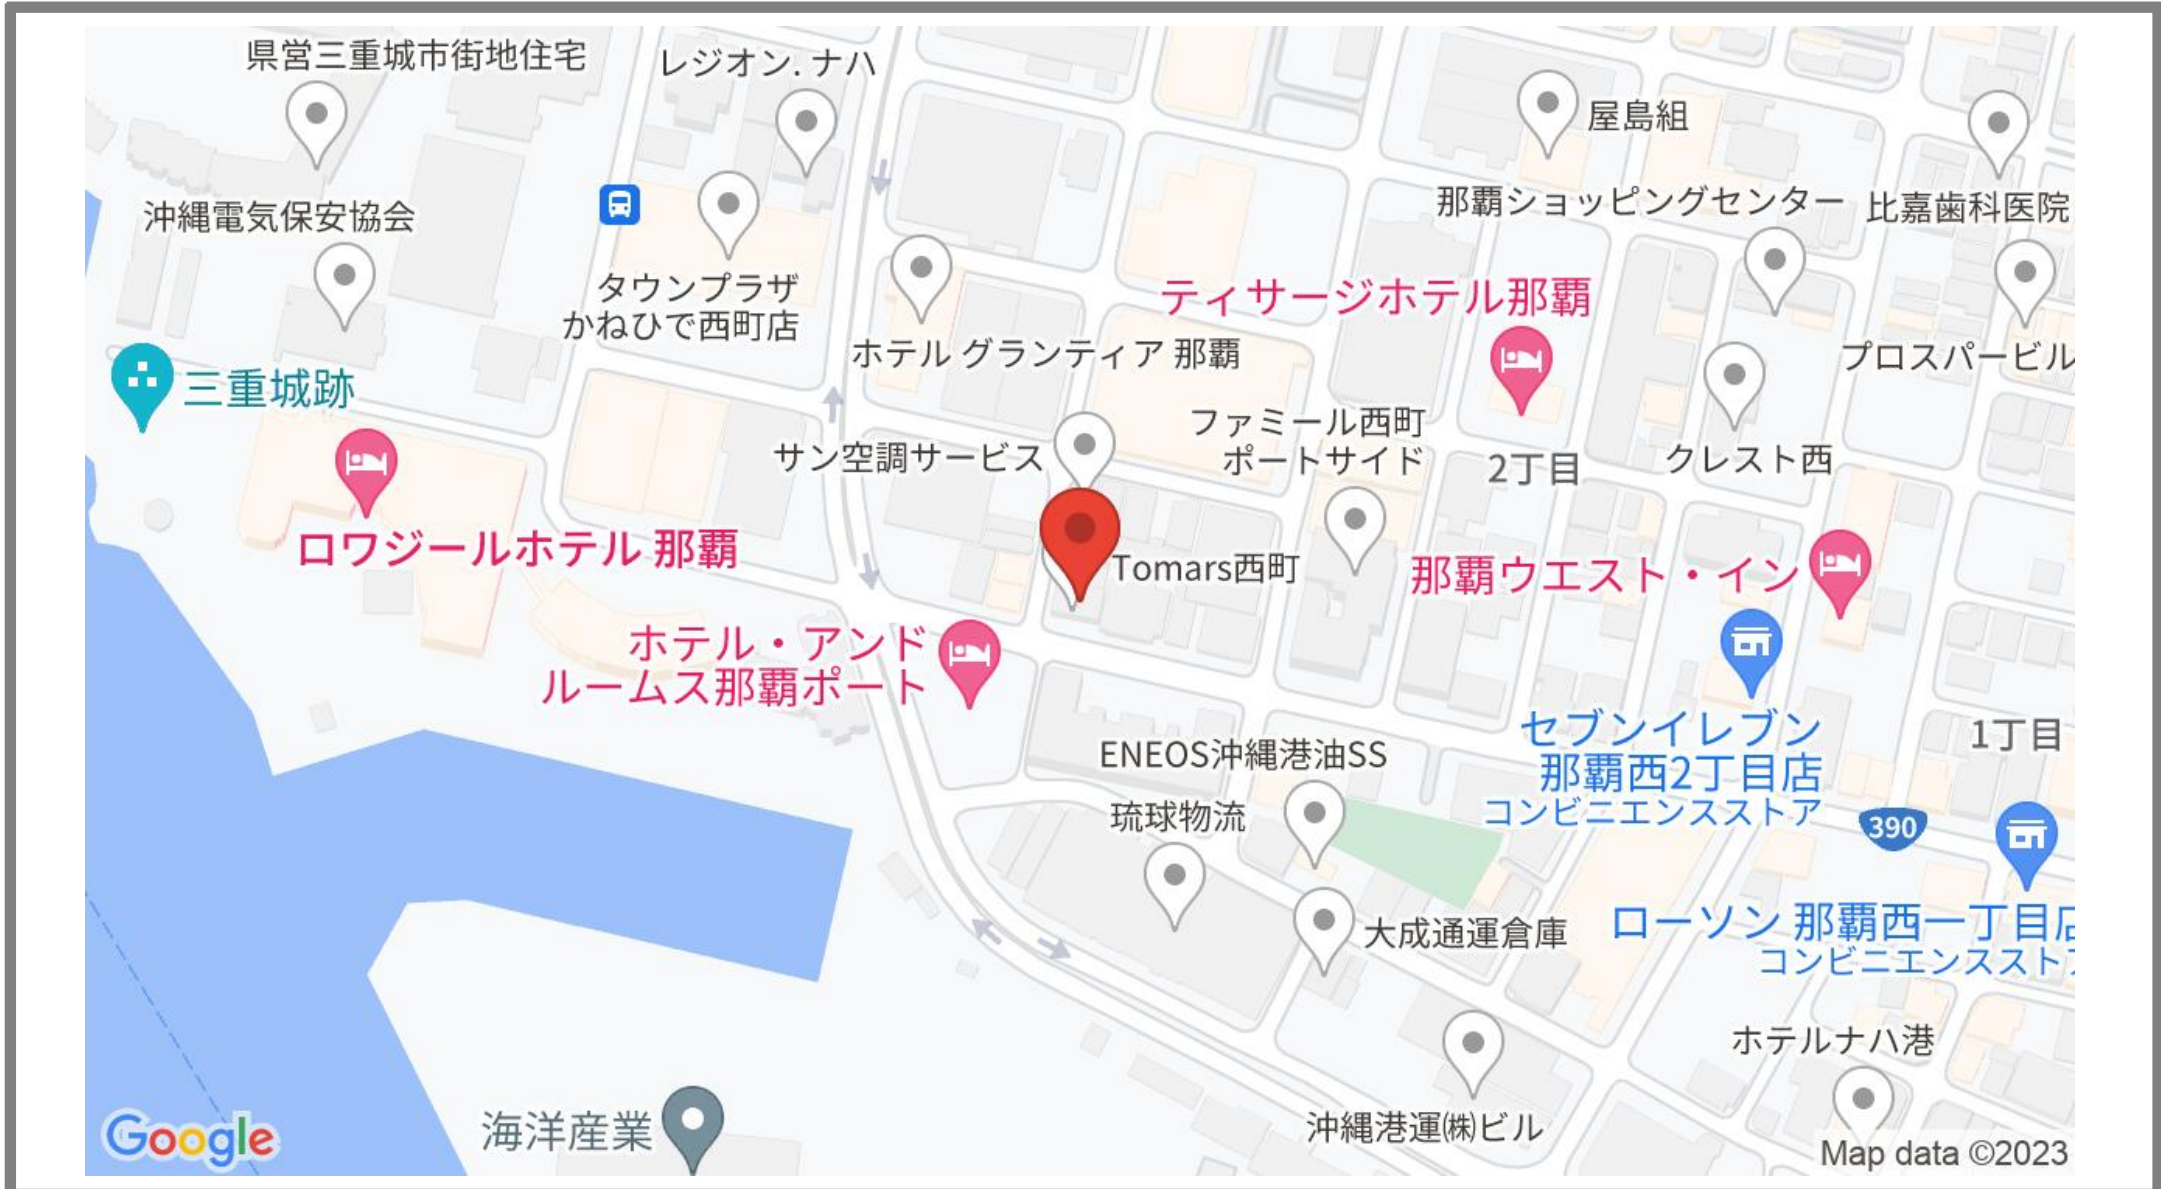 県営三重城市街地住宅
レジオン.ナハ
屋島組
沖縄電気保安協会
那覇ショッピングセンター
比嘉歯科医院
タウンプラザ
かねひで西町店
ティサージホテル那覇
ホテル グランティア 那覇
プロスパービル
三重城跡
ファミール西町
ポートサイド
サン空調サービス
2丁目
クレスト西
ロワジールホテル 那覇
Tomars西町
那覇ウエスト・イン
ホテル・アンド
ルームス那覇ポート
セブンイレブン
那覇西2丁目店
コンビニエンスストア
1丁目
ENEOS沖縄港油SS
琉球物流
390
大成通運倉庫
ローソン 那覇西一丁目店
コンビニエンススト
ホテルナハ港
海洋産業
沖縄港運㈱ビル
Google
Map data ©2023